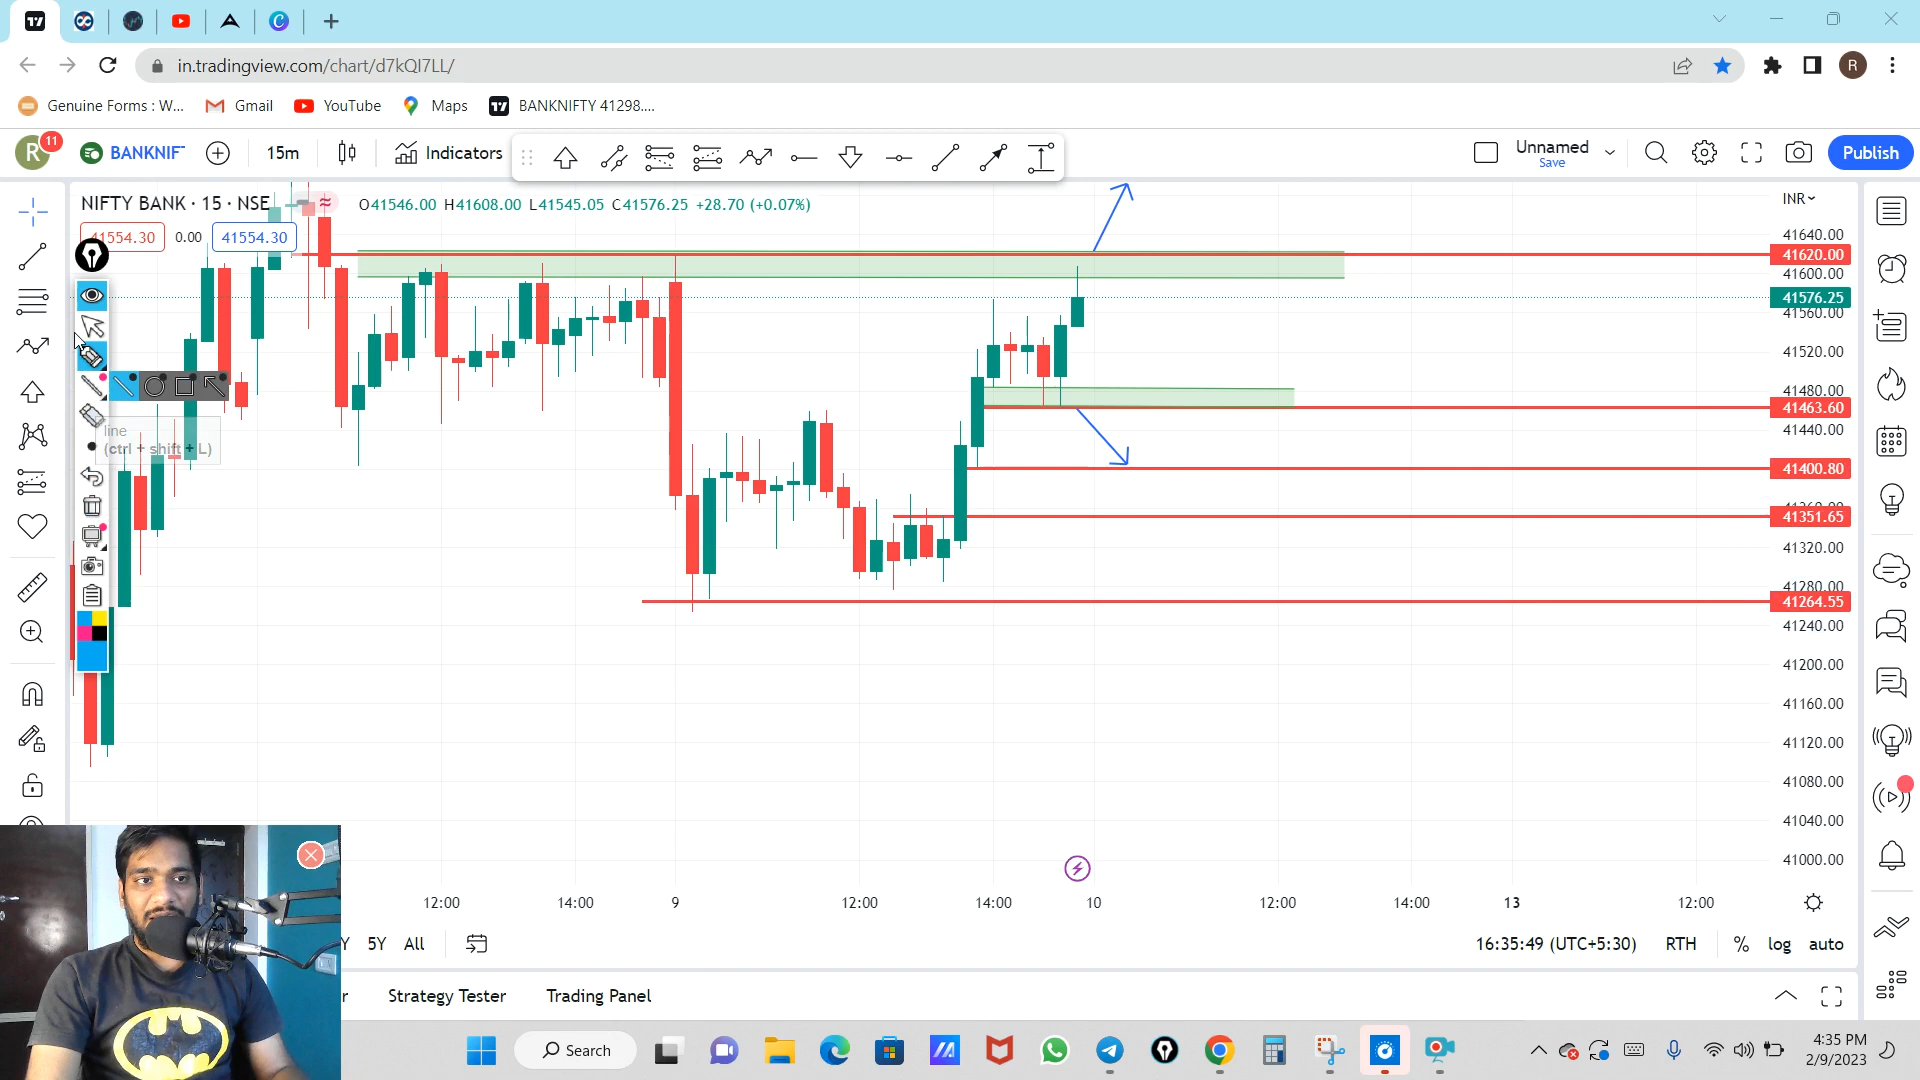 in.tradingview.com/chart/d7kQI7LL/
R
Genuine Forms : W...
Gmail
YouTube
Maps
BANKNIFTY 41298....
R
11
BANKNIF
15m
Indicators
Unnamed
Save
Publish
NIFTY BANK · 15 · NSE
O41546.00 H41608.00 L41545.05 C41576.25 +28.70 (+0.07%)
INR
41554.30
0.00
41554.30
41640.00
41620.00
41600.00
41576.25
41560.00
41520.00
41480.00
41463.60
41440.00
41400.80
41351.65
41320.00
41280.00
41264.55
41240.00
41200.00
41160.00
41120.00
41080.00
41040.00
41000.00
line
(ctrl + shift + L)
12:00
14:00
9
12:00
14:00
10
12:00
14:00
13
12:00
5Y
All
16:35:49 (UTC+5:30)
RTH
%
log
auto
Strategy Tester
Trading Panel
Search
4:35 PM
2/9/2023